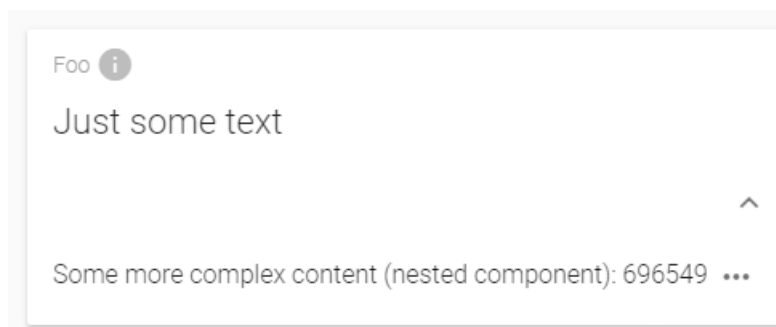 Foo
Just some text
Some more complex content (nested component): 696549